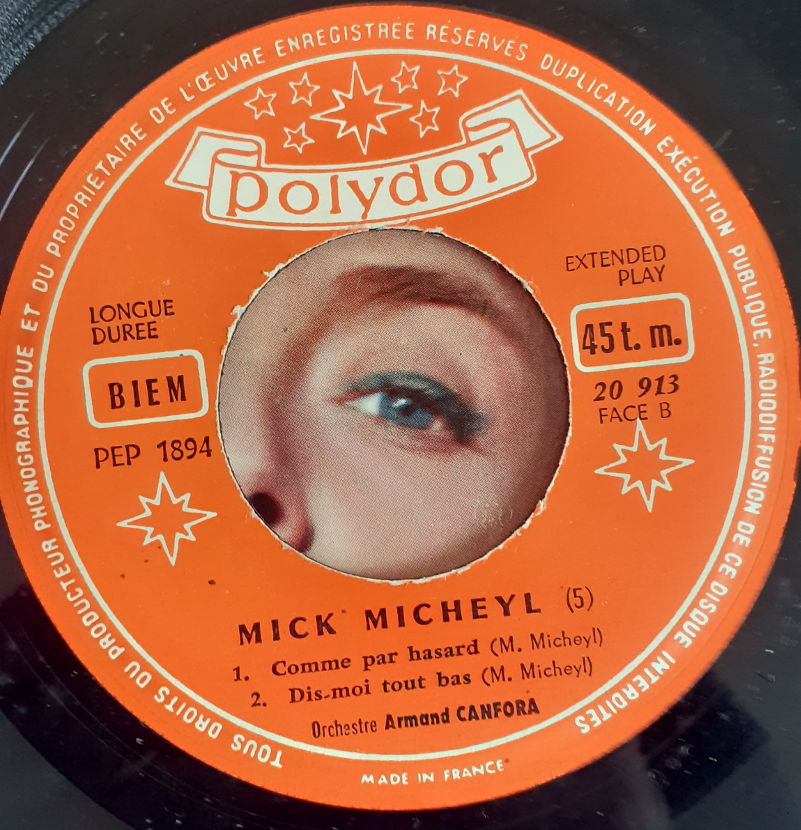 TOUS DROITS DU PRODUCTEUR PHONOGRAPHIQUE ET DU PROPRIÉTAIRE DE L'ŒUVRE ENREGISTREE RÉSERVÉS DUPLICATION EXÉCUTION PUBLIQUE, RADIODIFFUSION DE CE DISQUE INTERDITES
polydor
LONGUE
DUREE
BIEM
PEP 1894
EXTENDED
PLAY
45 t. m.
20 913
FACE B
MICK MICHEYL (5)
1. Comme par hasard (M. Micheyl)
2. Dis-moi tout bas (M. Micheyl)
Orchestre Armand CANFORA
MADE IN FRANCE